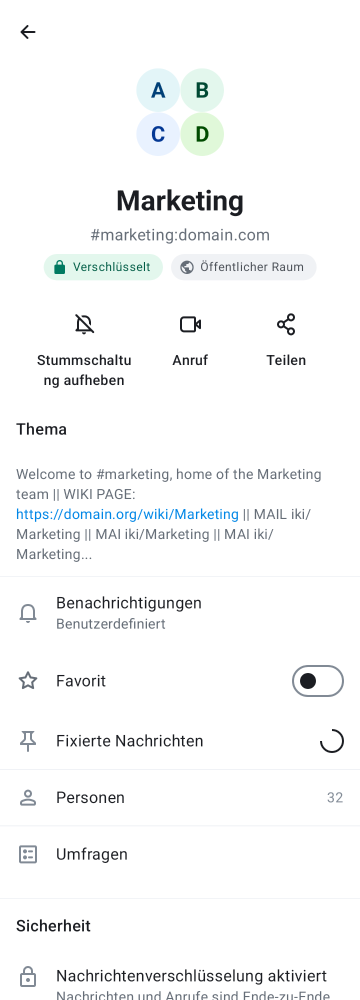 A B
C D
Marketing
#marketing:domain.com
Verschlüsselt Öffentlicher Raum
Stummschaltu
ng aufheben
Anruf
Teilen
Thema
Welcome to #marketing, home of the Marketing
team || WIKI PAGE:
https://domain.org/wiki/Marketing || MAIL iki/
Marketing || MAI iki/Marketing || MAI iki/
Marketing...
Benachrichtigungen
Benutzerdefiniert
Favorit
Fixierte Nachrichten
Personen 32
Umfragen
Sicherheit
Nachrichtenverschlüsselung aktiviert
Nachrichten und Anrufe sind Ende-zu-Ende